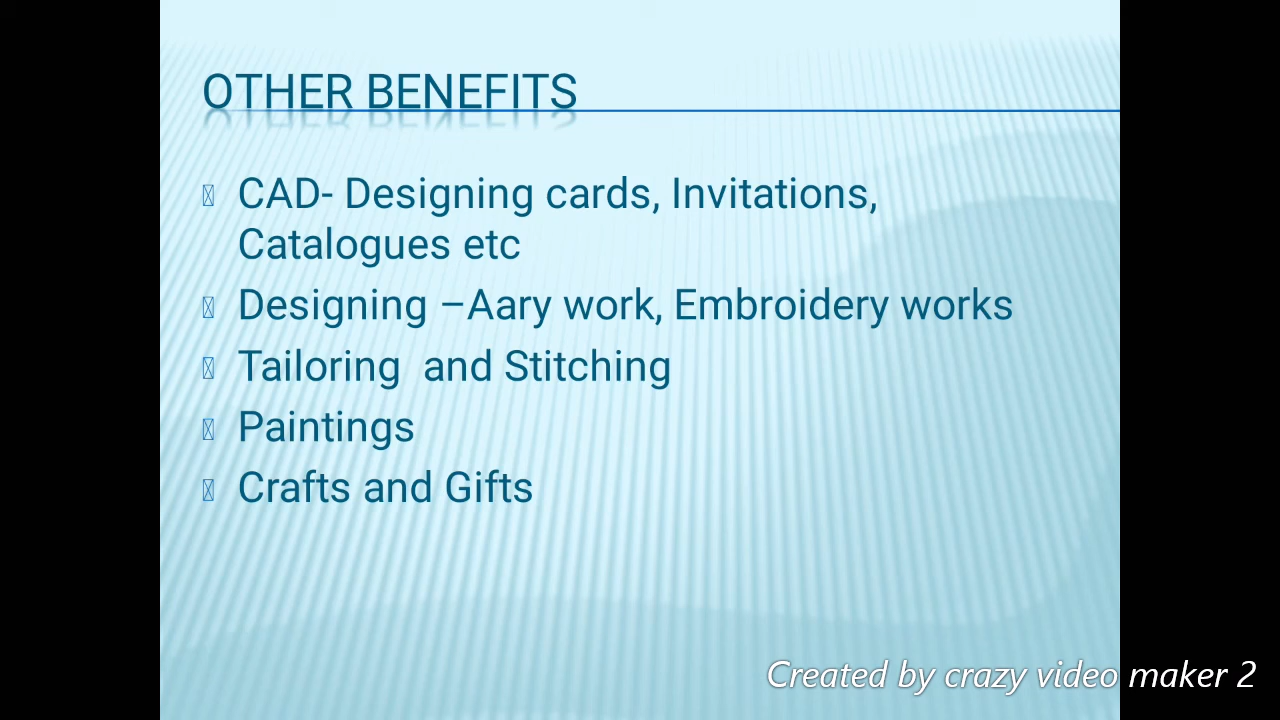 OTHER BENEFITS
CAD- Designing cards, Invitations,
Catalogues etc
Designing –Aary work, Embroidery works
Tailoring  and Stitching
Paintings
Crafts and Gifts
Created by crazy video maker 2